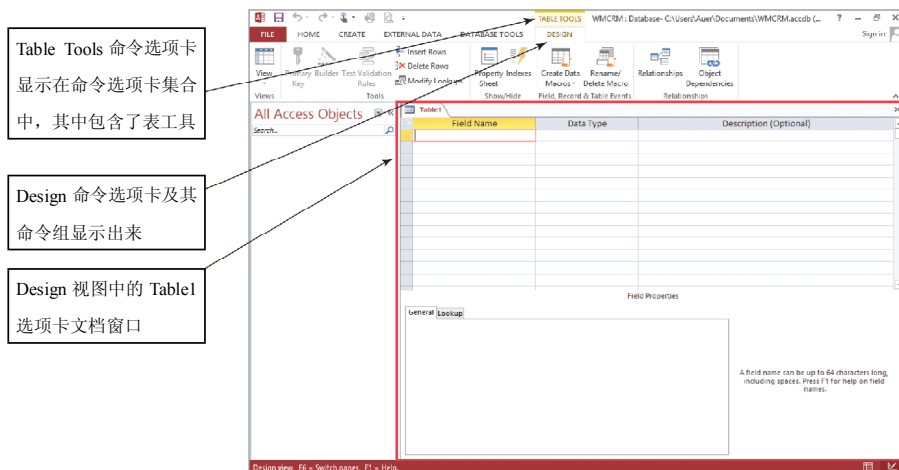 Table Tools 命令选项卡
显示在命令选项卡集合
中，其中包含了表工具
Design 命令选项卡及其
命令组显示出来
Design 视图中的 Table1
选项卡文档窗口
TABLE TOOLS WMCRM : Database- C:\Users\Auer\Documents\WMCRM.accdb (...
FILE HOME CREATE EXTERNAL DATA DATABASE TOOLS DESIGN Sign in
View Primary Key Builder Test Validation Rules
Insert Rows
Delete Rows
Modify Lookups
Property Sheet Indexes
Create Data Macros Rename/ Delete Macro
Relationships Object Dependencies
Views Tools Show/Hide Field, Record & Table Events Relationships
All Access Objects
Search...
Table1
Field Name Data Type Description (Optional)
Field Properties
General Lookup
A field name can be up to 64 characters long,
including spaces. Press F1 for help on field
names.
Design view. F6 = Switch panes. F1 = Help.